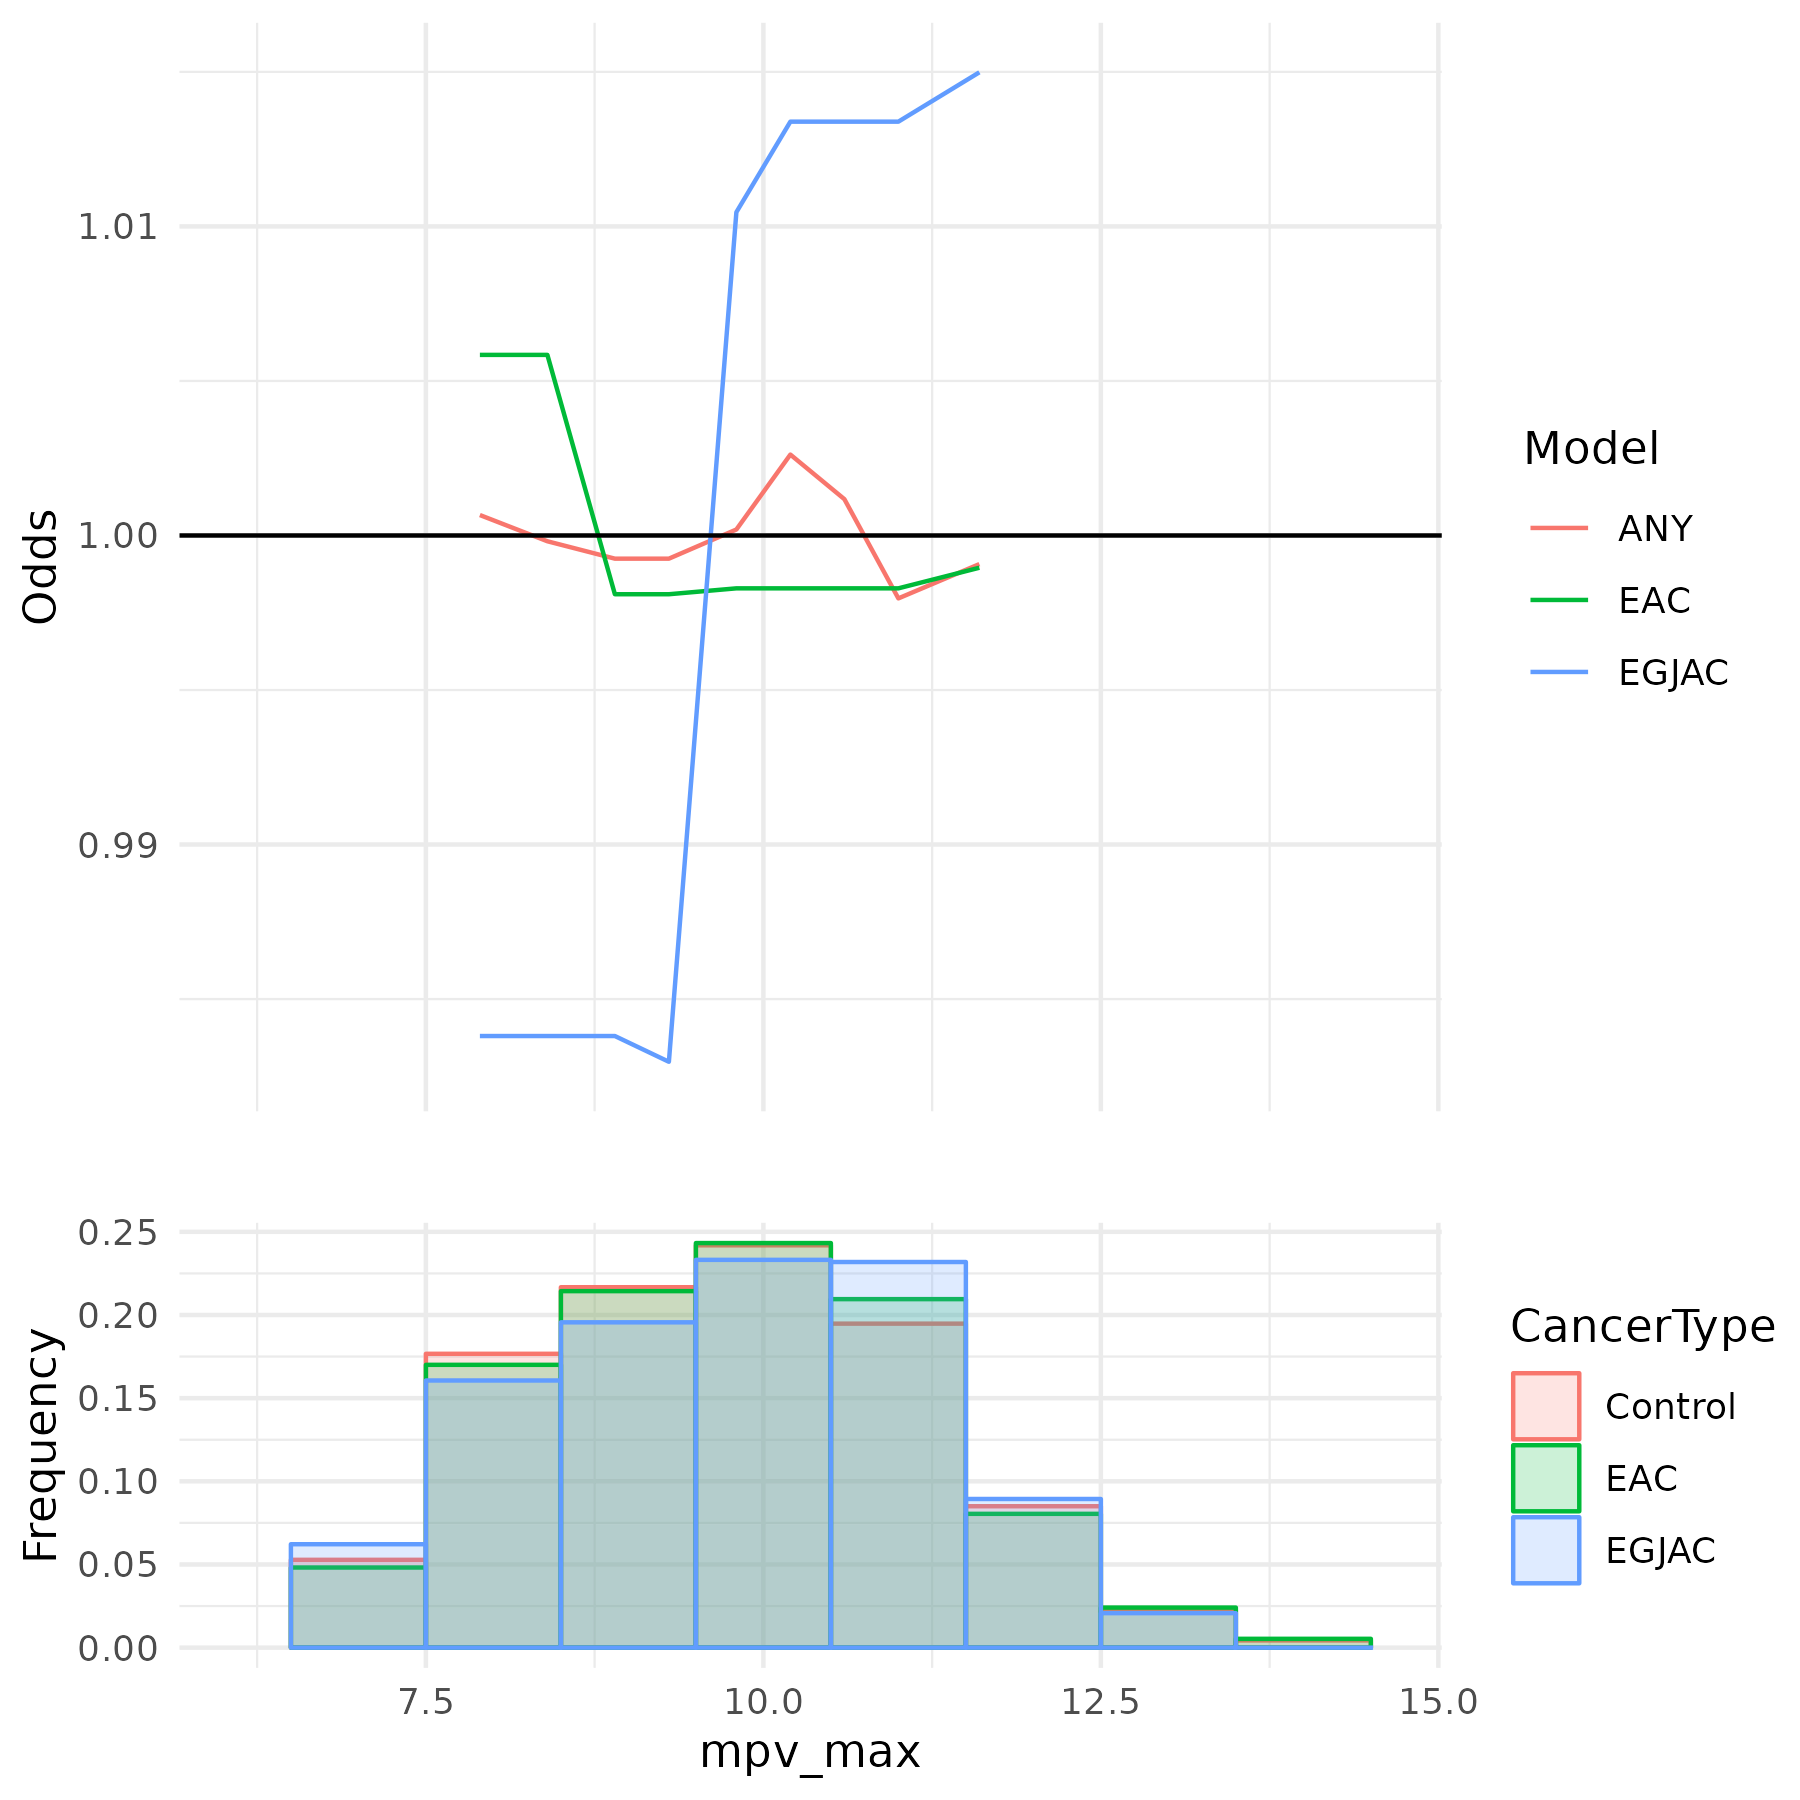 Odds
1.01
1.00
0.99
Model
ANY
EAC
EGJAC
Frequency
0.25
0.20
0.15
0.10
0.05
0.00
7.5 10.0 12.5 15.0
mpv_max
CancerType
Control
EAC
EGJAC